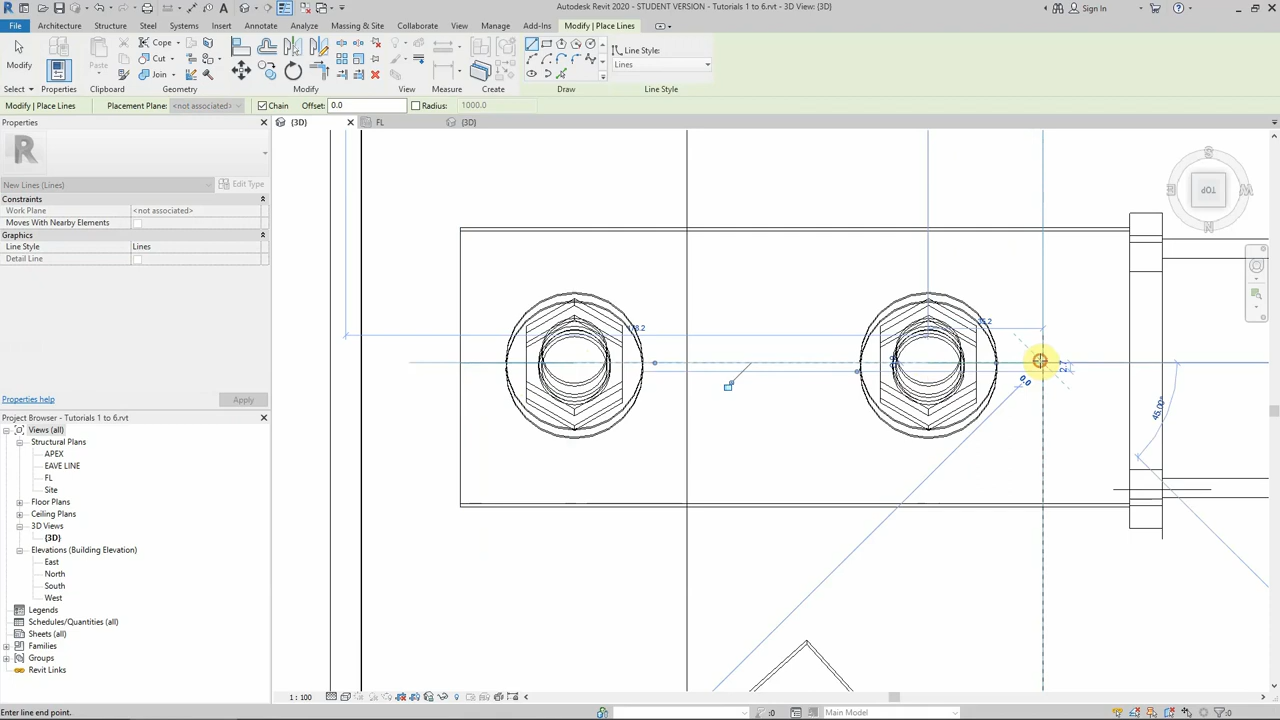 Autodesk Revit 2020 - STUDENT VERSION - Tutorials 1 to 6.rvt - 3D View: {3D}
Sign In
File Architecture Structure Steel Systems Insert Annotate Analyze Massing & Site Collaborate View Manage Add-Ins Modify | Place Lines
Modify Paste Cope Cut Join Line Style:
Lines
Select Properties Clipboard Geometry Modify View Measure Create Draw Line Style
Modify | Place Lines Placement Plane: <not associated> Chain Offset: 0.0 Radius: 1000.0
Properties {3D} FL {3D}
New Lines (Lines) Edit Type
Constraints
Work Plane <not associated>
Moves With Nearby Elements
Graphics
Line Style Lines
Detail Line
Properties help Apply
Project Browser - Tutorials 1 to 6.rvt
Views (all)
Structural Plans
APEX
EAVE LINE
FL
Site
Floor Plans
Ceiling Plans
3D Views
{3D}
Elevations (Building Elevation)
East
North
South
West
Legends
Schedules/Quantities (all)
Sheets (all)
Families
Groups
Revit Links
S
E TOP W
N
0.0
45.00°
1 : 100
Enter line end point. :0 Main Model :0